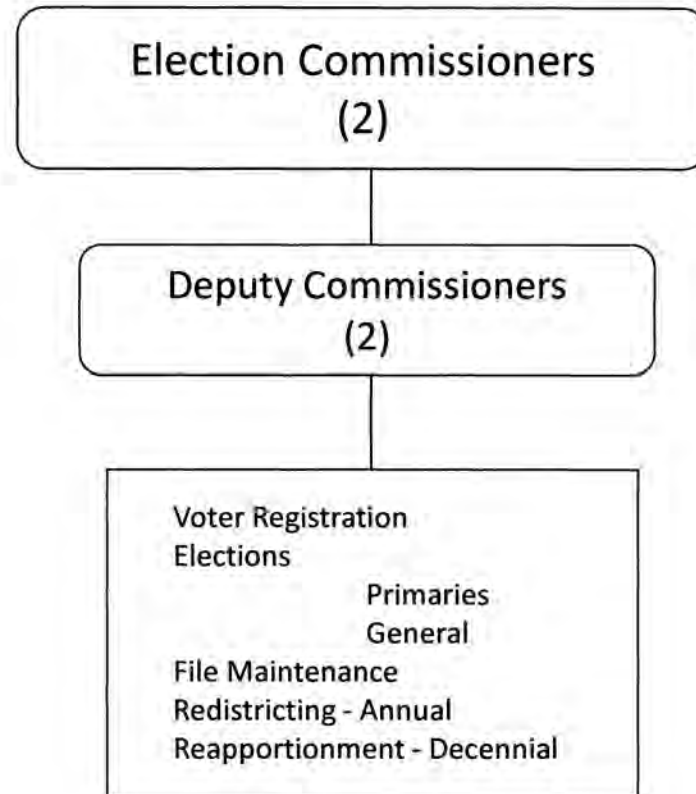 Election Commissioners
(2)
Deputy Commissioners
(2)
Voter Registration
Elections
Primaries
General
File Maintenance
Redistricting - Annual
Reapportionment - Decennial